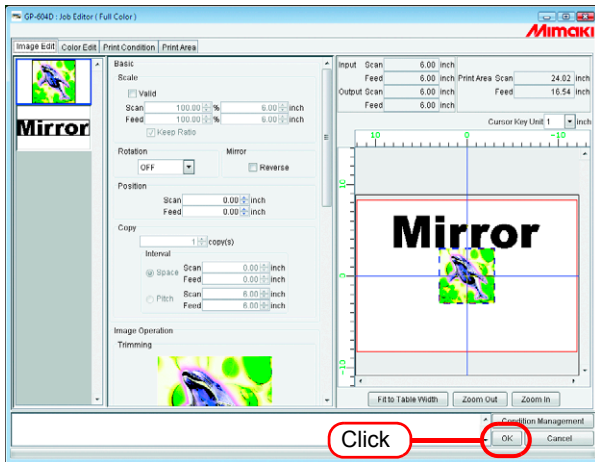 GP-604D : Job Editor ( Full Color )
Mimaki
Image Edit Color Edit Print Condition Print Area
Mirror
Basic
Scale
Valid
Scan 100.00 % 6.00 inch
Feed 100.00 % 6.00 inch
Keep Ratio
Rotation Mirror
OFF Reverse
Position
Scan 0.00 inch
Feed 0.00 inch
Copy
1 copy(s)
Interval
Space Scan 0.00 inch
Feed 0.00 inch
Pitch Scan 6.00 inch
Feed 6.00 inch
Image Operation
Trimming
Input Scan 6.00 inch
Feed 6.00 inch Print Area Scan 24.02 inch
Output Scan 6.00 inch Feed 16.54 inch
Feed 6.00 inch
Cursor Key Unit 1 inch
10 0 -10
10
0
-10
Mirror
Fit to Table Width Zoom Out Zoom In
Condition Management
Click
OK Cancel